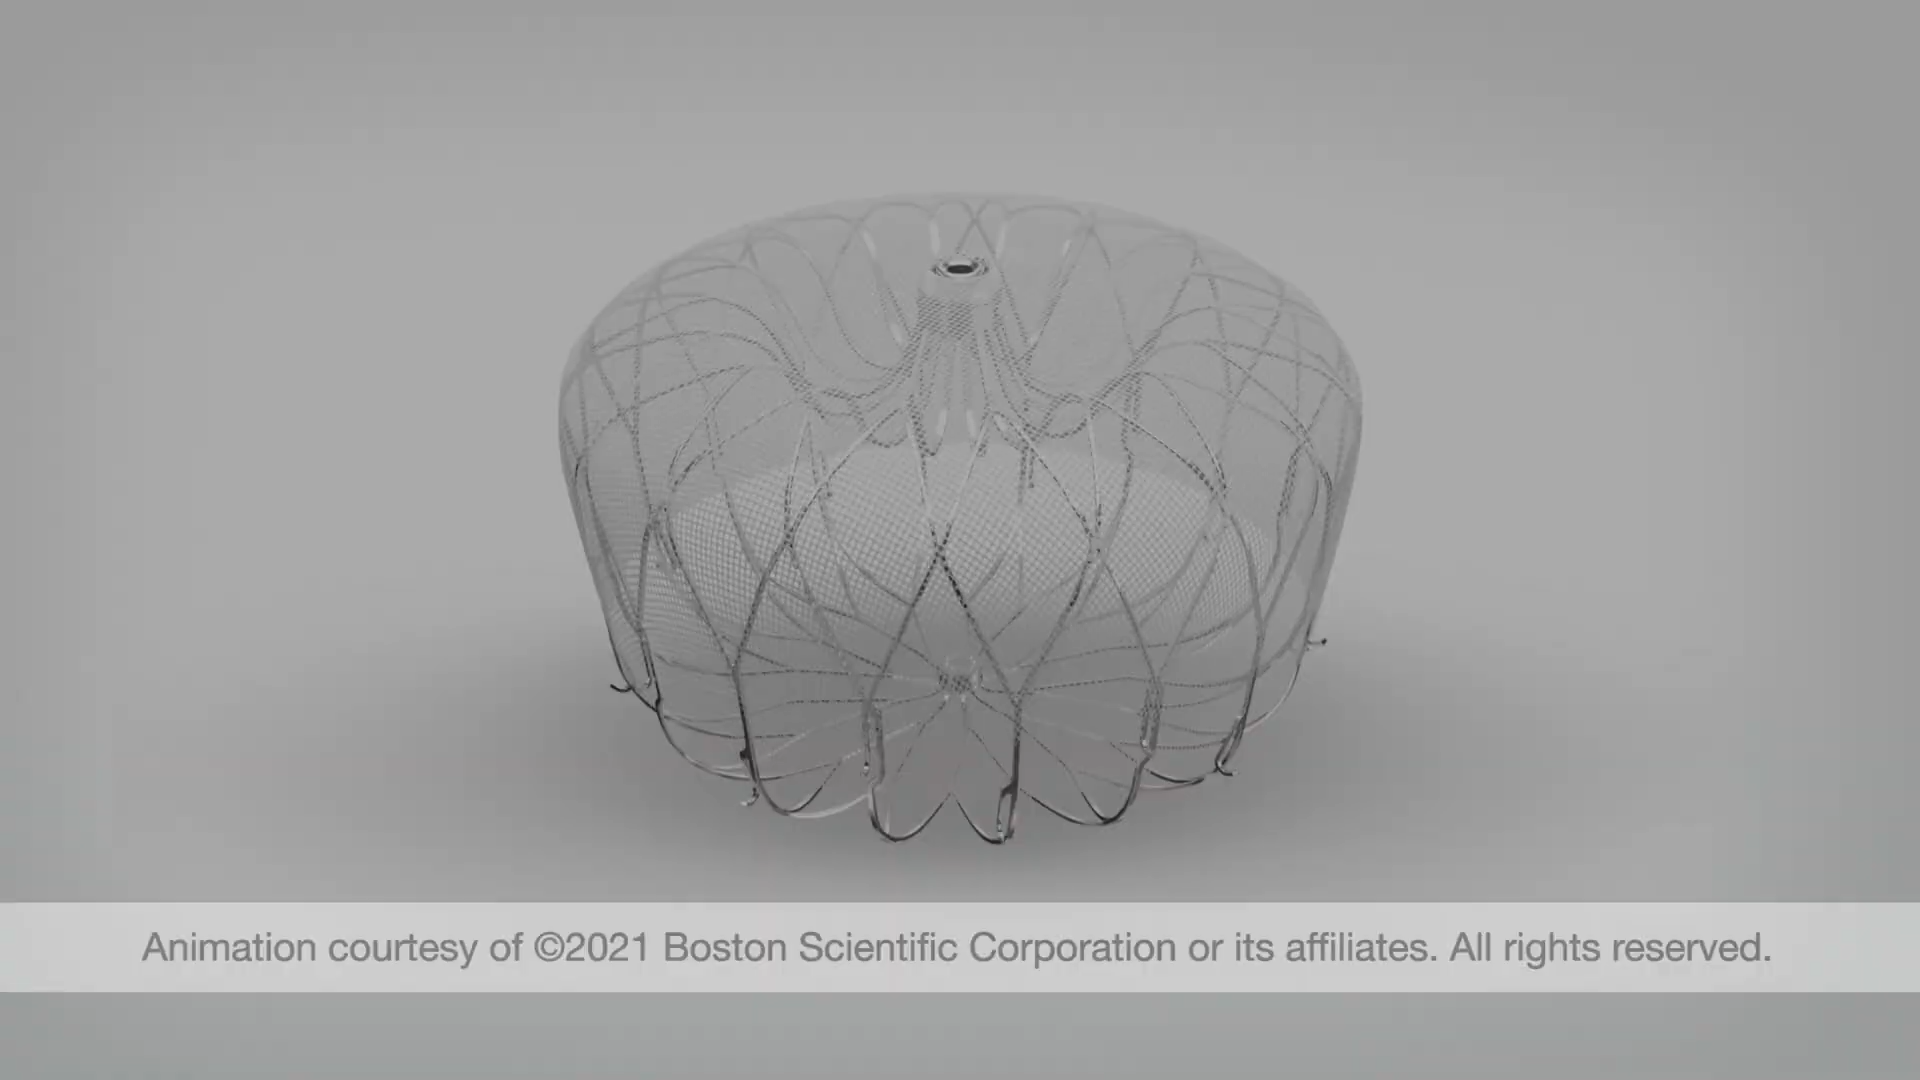 Animation courtesy of ©2021 Boston Scientific Corporation or its affiliates. All rights reserved.